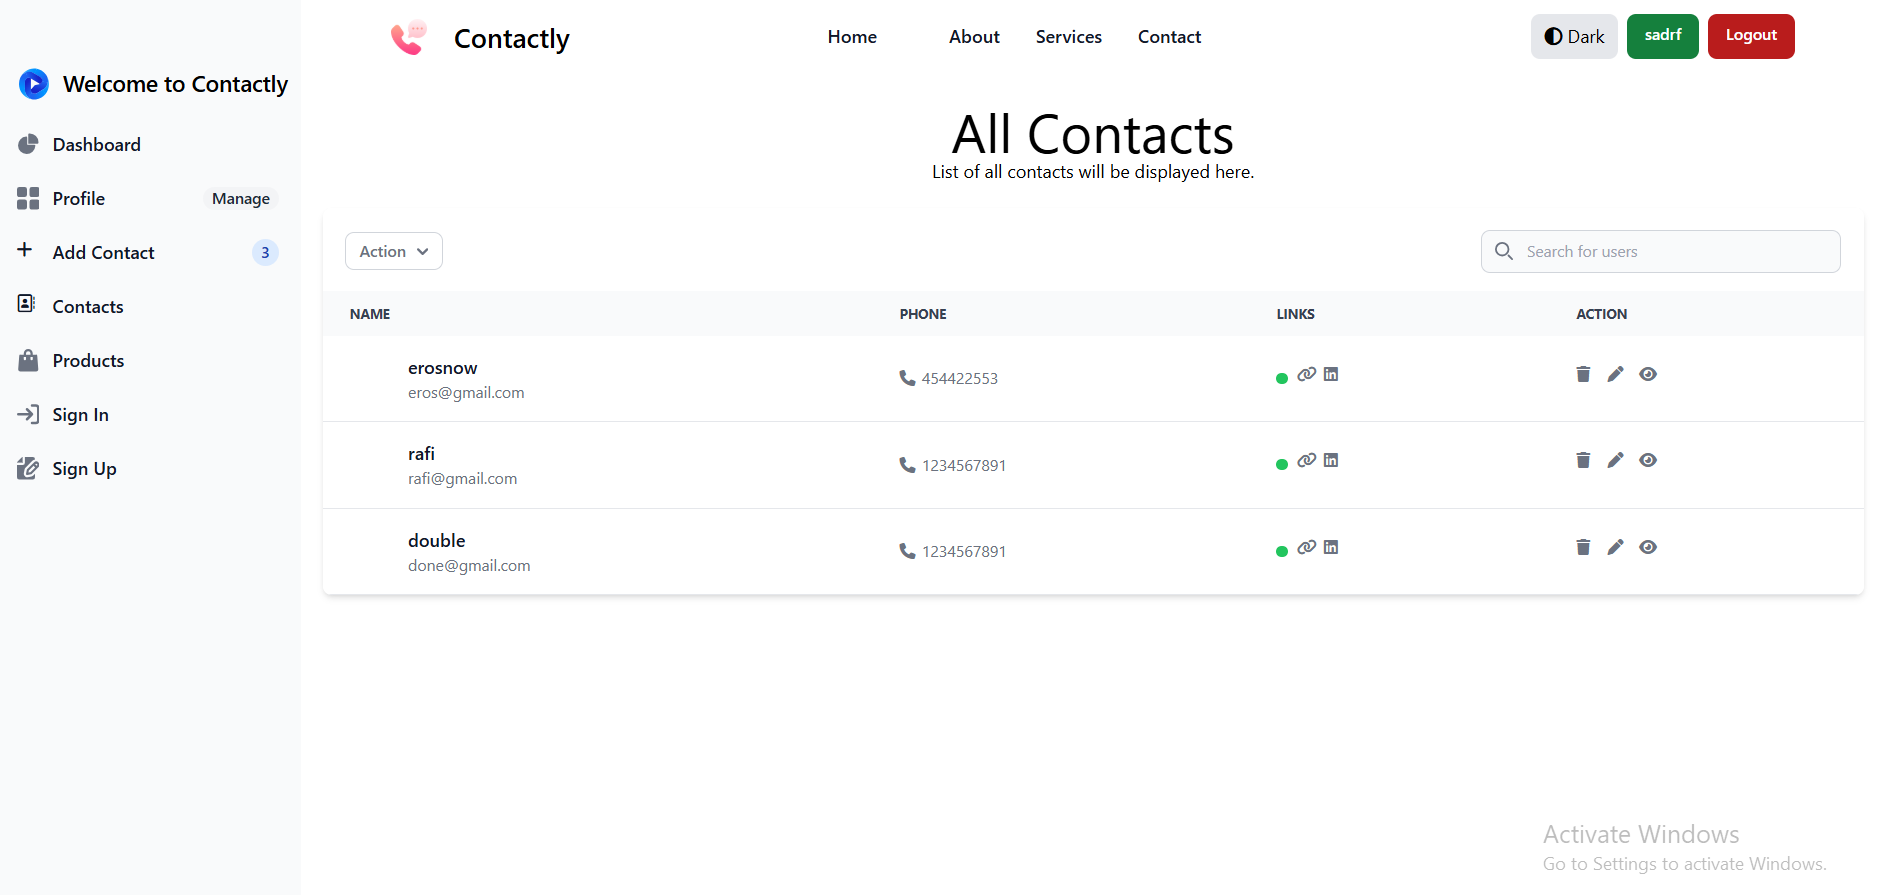 Contactly
Home About Services Contact
Dark sadrf Logout
Welcome to Contactly
Dashboard
Profile Manage
Add Contact 3
Contacts
Products
Sign In
Sign Up
All Contacts
List of all contacts will be displayed here.
Action Search for users
NAME PHONE LINKS ACTION
erosnow
eros@gmail.com
454422553
rafi
rafi@gmail.com
1234567891
double
done@gmail.com
1234567891
Activate Windows
Go to Settings to activate Windows.